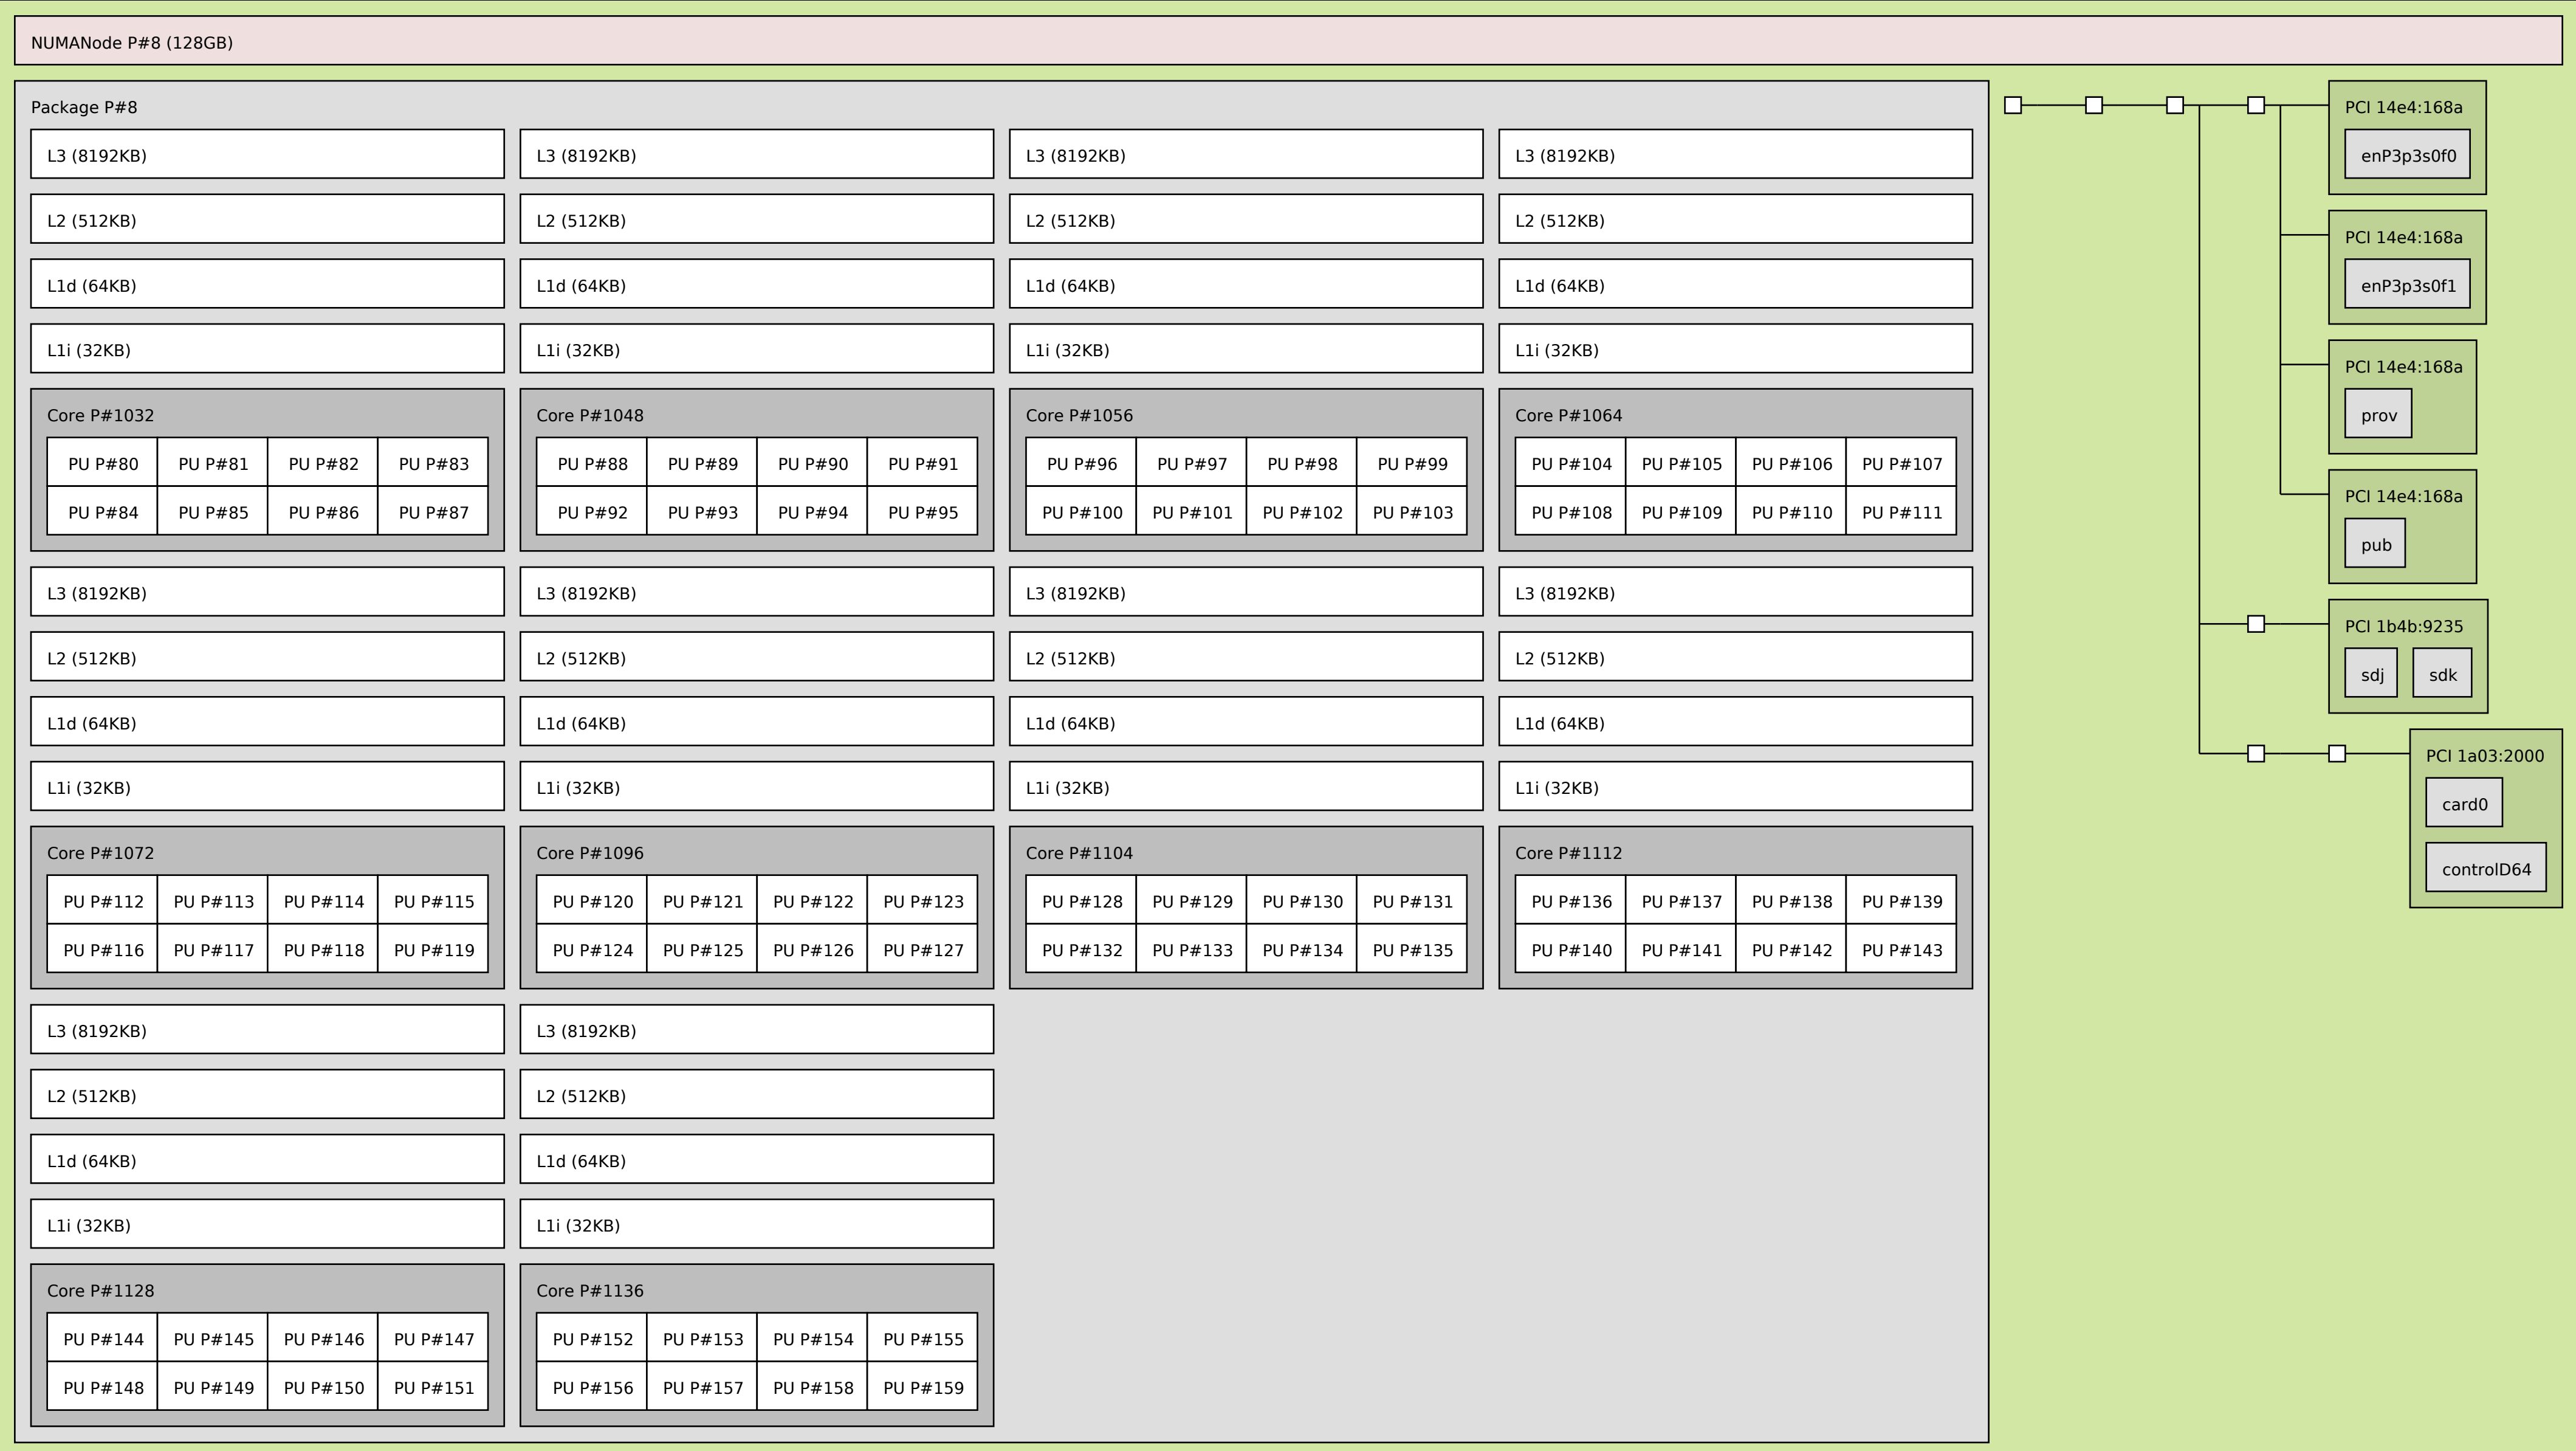 NUMANode P#8 (128GB)
Package P#8
L3 (8192KB) L3 (8192KB) L3 (8192KB) L3 (8192KB)
L2 (512KB) L2 (512KB) L2 (512KB) L2 (512KB)
L1d (64KB) L1d (64KB) L1d (64KB) L1d (64KB)
L1i (32KB) L1i (32KB) L1i (32KB) L1i (32KB)
Core P#1032 Core P#1048 Core P#1056 Core P#1064
PU P#80 PU P#81 PU P#82 PU P#83 PU P#88 PU P#89 PU P#90 PU P#91 PU P#96 PU P#97 PU P#98 PU P#99 PU P#104 PU P#105 PU P#106 PU P#107
PU P#84 PU P#85 PU P#86 PU P#87 PU P#92 PU P#93 PU P#94 PU P#95 PU P#100 PU P#101 PU P#102 PU P#103 PU P#108 PU P#109 PU P#110 PU P#111
L3 (8192KB) L3 (8192KB) L3 (8192KB) L3 (8192KB)
L2 (512KB) L2 (512KB) L2 (512KB) L2 (512KB)
L1d (64KB) L1d (64KB) L1d (64KB) L1d (64KB)
L1i (32KB) L1i (32KB) L1i (32KB) L1i (32KB)
Core P#1072 Core P#1096 Core P#1104 Core P#1112
PU P#112 PU P#113 PU P#114 PU P#115 PU P#120 PU P#121 PU P#122 PU P#123 PU P#128 PU P#129 PU P#130 PU P#131 PU P#136 PU P#137 PU P#138 PU P#139
PU P#116 PU P#117 PU P#118 PU P#119 PU P#124 PU P#125 PU P#126 PU P#127 PU P#132 PU P#133 PU P#134 PU P#135 PU P#140 PU P#141 PU P#142 PU P#143
L3 (8192KB) L3 (8192KB)
L2 (512KB) L2 (512KB)
L1d (64KB) L1d (64KB)
L1i (32KB) L1i (32KB)
Core P#1128 Core P#1136
PU P#144 PU P#145 PU P#146 PU P#147 PU P#152 PU P#153 PU P#154 PU P#155
PU P#148 PU P#149 PU P#150 PU P#151 PU P#156 PU P#157 PU P#158 PU P#159
PCI 14e4:168a
enP3p3s0f0
PCI 14e4:168a
enP3p3s0f1
PCI 14e4:168a
prov
PCI 14e4:168a
pub
PCI 1b4b:9235
sdj sdk
PCI 1a03:2000
card0
controlD64